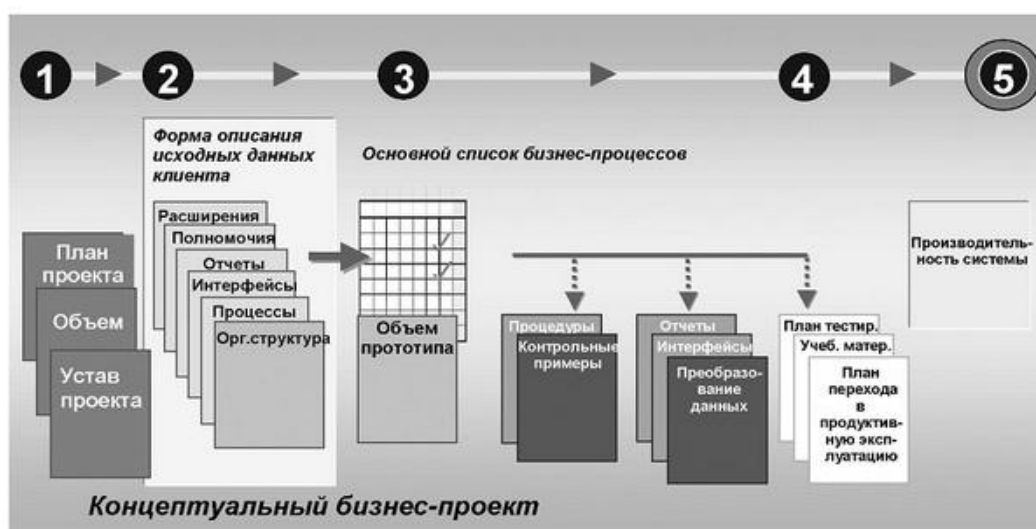 1
2
3
4
5
Форма описания
исходных данных
клиента
Основной список бизнес-процессов
План
проекта
Объем
Устав
проекта
Расширения
Полномочия
Отчеты
Интерфейсы
Процессы
Орг.структура
Объем
прототипа
Процедуры
Контрольные
примеры
Отчеты
Интерфейсы
Преобразо-
вание
данных
План тестир.
Учеб. матер.
План
перехода
в
продуктив-
ную эксп-
луатацию
Производитель-
ность системы
Концептуальный бизнес-проект